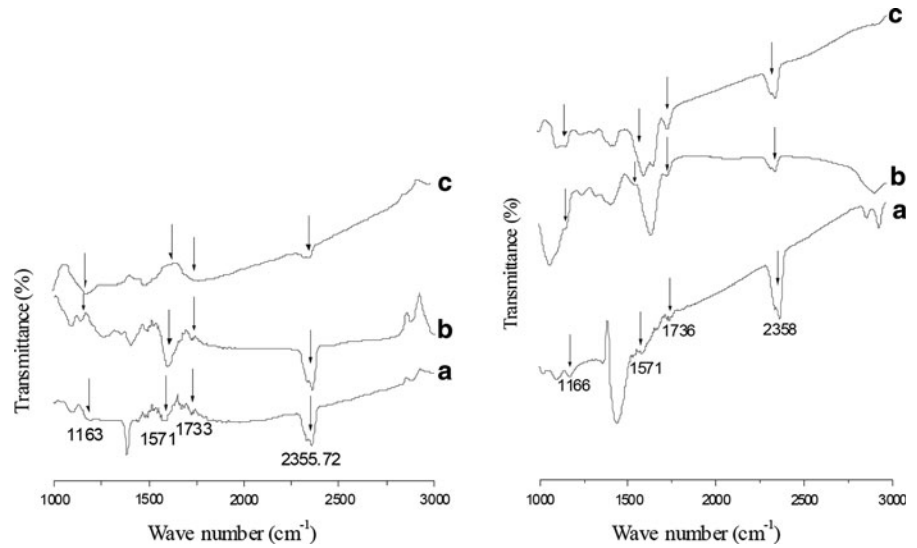 c
b
a
1163
1571
1733
2355.72
Transmittance (%)
1000
1500
2000
2500
3000
Wave number (cm⁻¹)
c
b
a
1166
1571
1736
2358
Transmittance (%)
1000
1500
2000
2500
3000
Wave number (cm⁻¹)